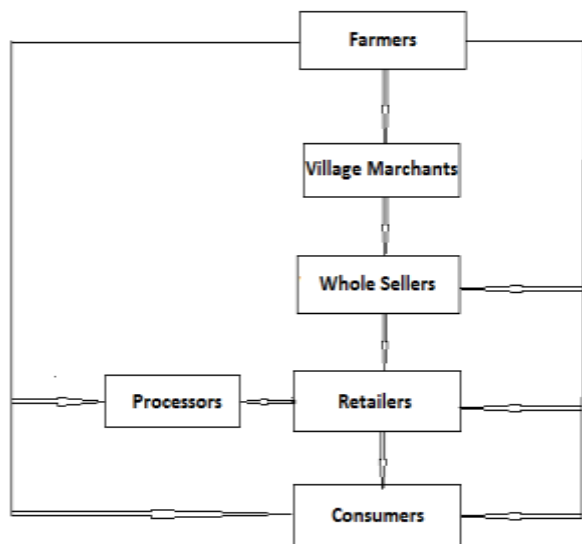 Farmers
Village Marchants
Whole Sellers
Processors
Retailers
Consumers